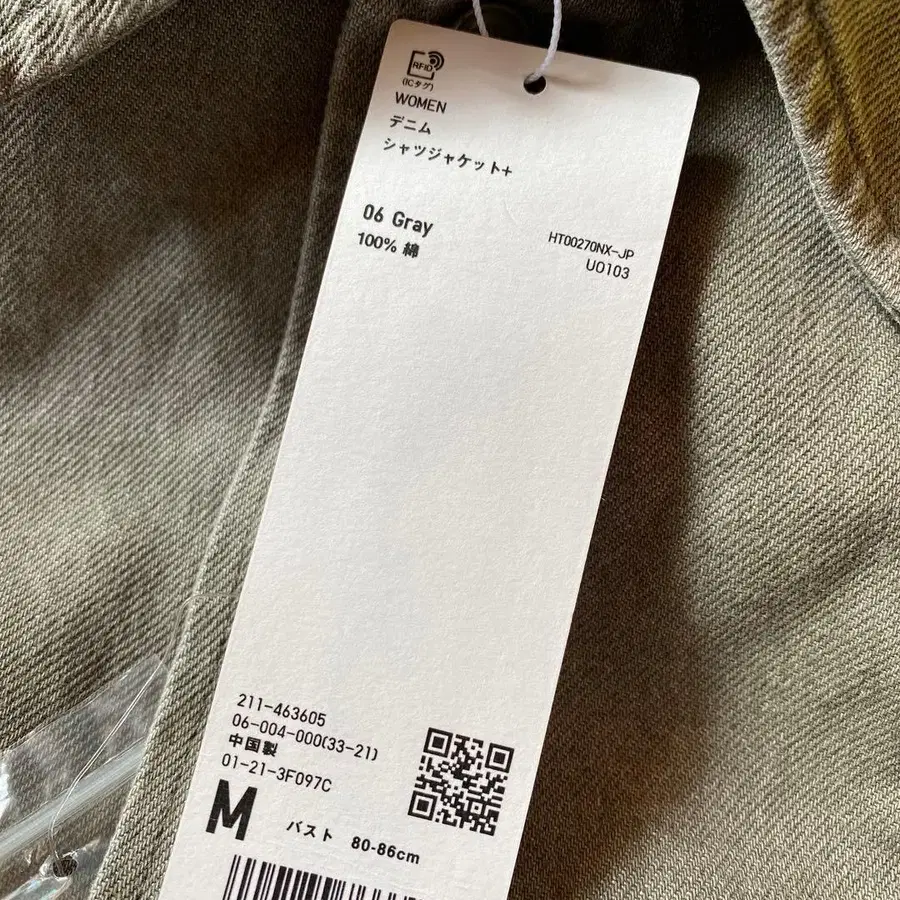 RFID
(ICタグ)
WOMEN
デニム
シャツジャケット+
06 Gray
100% 綿
HT00270NX-JP
U0103
211-463605
06-004-000(33-21)
中国製
01-21-3F097C
M バスト 80-86cm